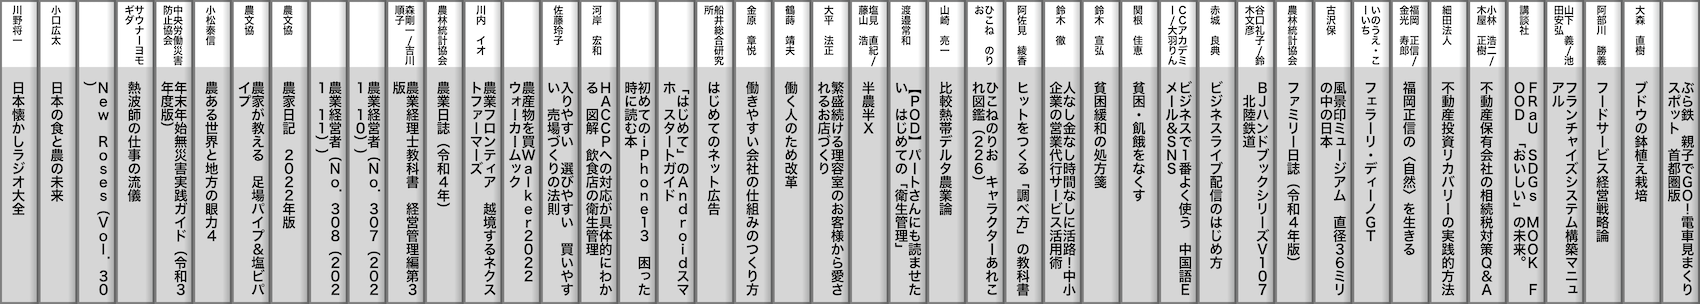 ぶら鉄 親子でGO!電車見まくり
スポット 首都圏版
大森 直樹
ブドウの鉢植え栽培
阿部川 勝義
フードサービス経営戦略論
山下 義/池
田安弘
フランチャイズシステム構築マニュ
アル
講談社
FRaU SDGs MOOK F
OOD 「おいしい」の未来。
小林 浩二/
木屋 正樹
不動産保有会社の相続税対策Q&A
細田法人
不動産投資リカバリーの実践的方法
福岡 正信/
金光 寿郎
福岡正信の〈自然〉を生きる
いのうえ・こ
ーいち
フェラーリ・ディーノGT
古沢保
風景印ミュージアム 直径36ミリ
の中の日本
農林統計協会
ファミリー日誌(令和4年版)
谷口礼子/鈴
木文彦
BJハンドブックシリーズV107
 北陸鉄道
赤城 良典
ビジネスライブ配信のはじめ方
CCアカデミ
ー/大羽りん
ビジネスで1番よく使う 中国語E
メール&SNS
関根 佳恵
貧困・飢餓をなくす
鈴木 宣弘
貧困緩和の処方箋
鈴木 徹
人なし金なし時間なしに活路!中小
企業の営業代行サービス活用術
阿佐見 綾香
ヒットをつくる「調べ方」の教科書
ひこね のり
お
ひこねのりお キャラクターあれこ
れ図鑑(226)
山崎 亮一
比較熱帯デルタ農業論
渡邊常和
【POD】パートさんにも読ませた
い はじめての「衛生管理」
塩見 直紀/
藤山 浩
半農半X
大平 法正
繁盛続ける理容室のお客様から愛さ
れるお店づくり
鶴蒔 靖夫
働く人のため改革
金原 章悦
働きやすい会社の仕組みのつくり方
船井総合研究
所
はじめてのネット広告
「はじめて」のAndroidスマ
ホ スタートガイド
初めてのiPhone13 困った
時に読む本
河岸 宏和
HACCPへの対応が具体的にわか
る 図解 飲食店の衛生管理
佐藤玲子
入りやすい 選びやすい 買いやす
い 売場づくりの法則
農産物を買Walker2022
ウォーカームック
川内 イオ
農業フロンティア 越境するネクス
トファーマーズ
農林統計協会
農業日誌(令和4年)
森剛一/吉川
順子
農業経理士教科書 経営管理編第3
版
農業経営者(No.307(202
1 10)
農業経営者(No.308(202
1 11)
農文協
農家日記 2022年版
農文協
農家が教える 足場パイプ&塩ビパ
イプ
小松泰信
農ある世界と地方の眼力4
中央労働災害
防止協会
年末年始無災害実践ガイド(令和3
年度版)
サウナーヨモ
ギダ
熱波師の仕事の流儀
New Roses(Vol.30
)
小口広太
日本の食と農の未来
川野将一
日本懐かしラジオ大全